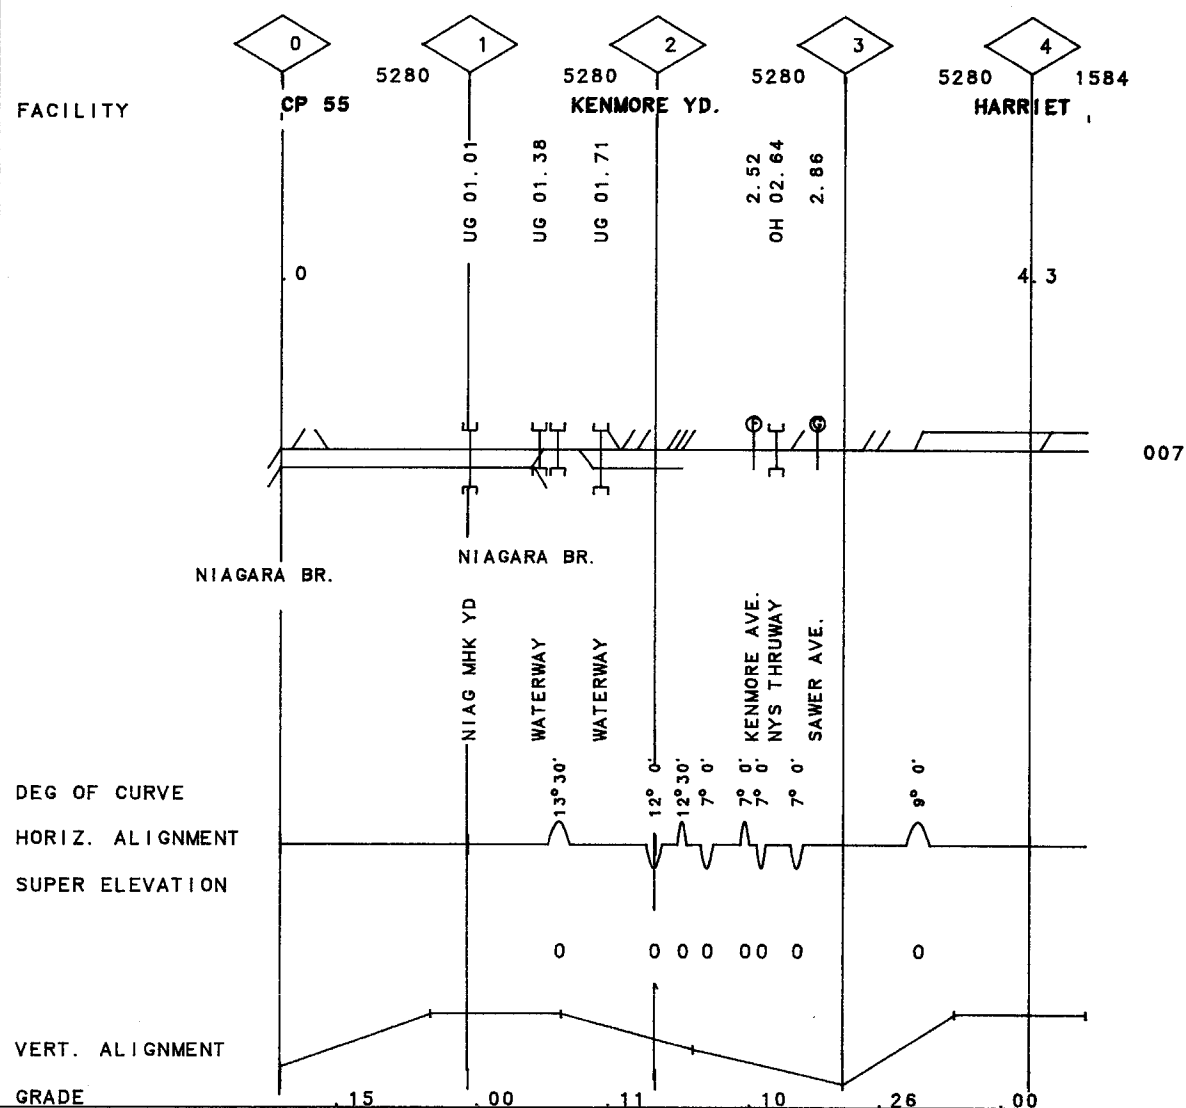 0 1 2 3 4
5280 5280 5280 5280 1584
FACILITY CP 55 KENMORE YD. HARRIET
UG 01.01
UG 01.38
UG 01.71
2.52
OH 02.64
2.86
.0 4.3
F G
007
NIAGARA BR.
NIAGARA BR.
NIAG MHK YD
WATERWAY
WATERWAY
KENMORE AVE.
NYS THRUWAY
SAWER AVE.
DEG OF CURVE 13°30' 12° 0' 12°30' 7° 0' 7° 0' 7° 0' 7° 0' 9° 0'
HORIZ. ALIGNMENT
SUPER ELEVATION
0 0 0 0 0 0 0 0
VERT. ALIGNMENT
GRADE .15 .00 .11 .10 .26 .00